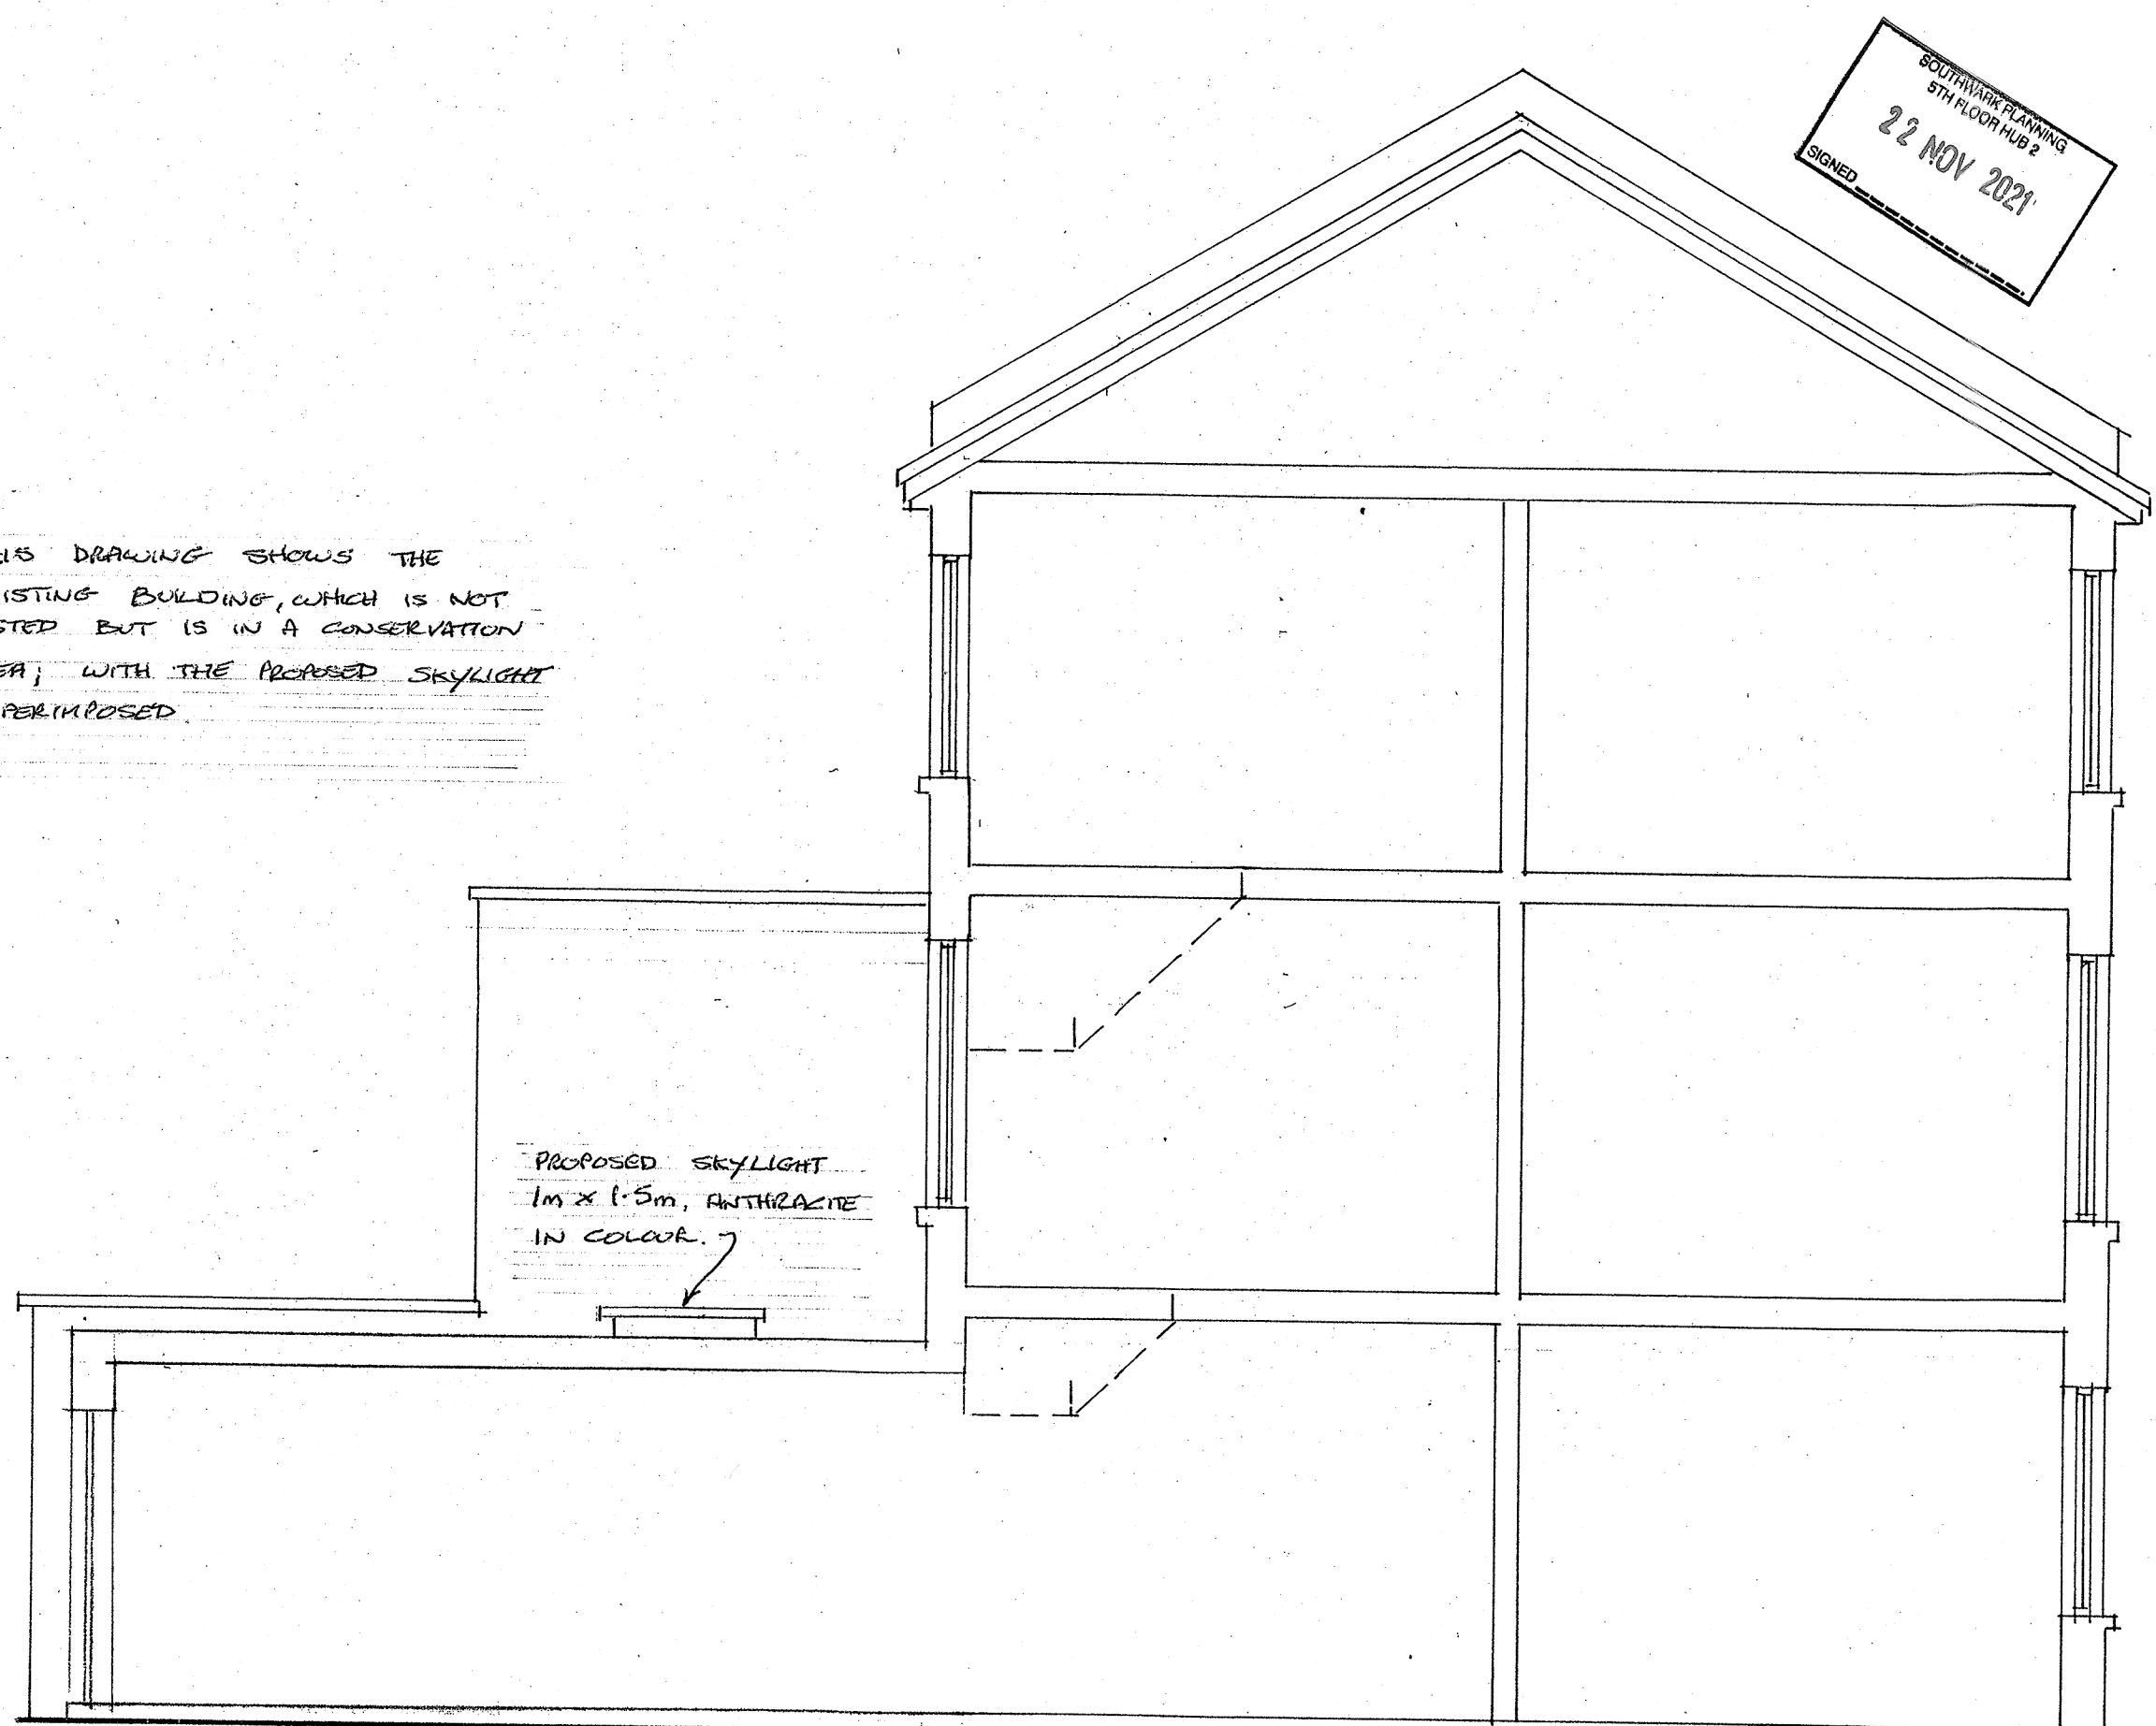 SOUTHWARK PLANNING
5TH FLOOR HUB 2
22 NOV 2021
SIGNED
IS DRAWING SHOWS THE
ISTING BUILDING, WHICH IS NOT
STED BUT IS IN A CONSERVATION
EA; WITH THE PROPOSED SKYLIGHT
PERIMPOSED.
PROPOSED SKYLIGHT
1m x 1.5m, ANTHRACITE
IN COLOUR.